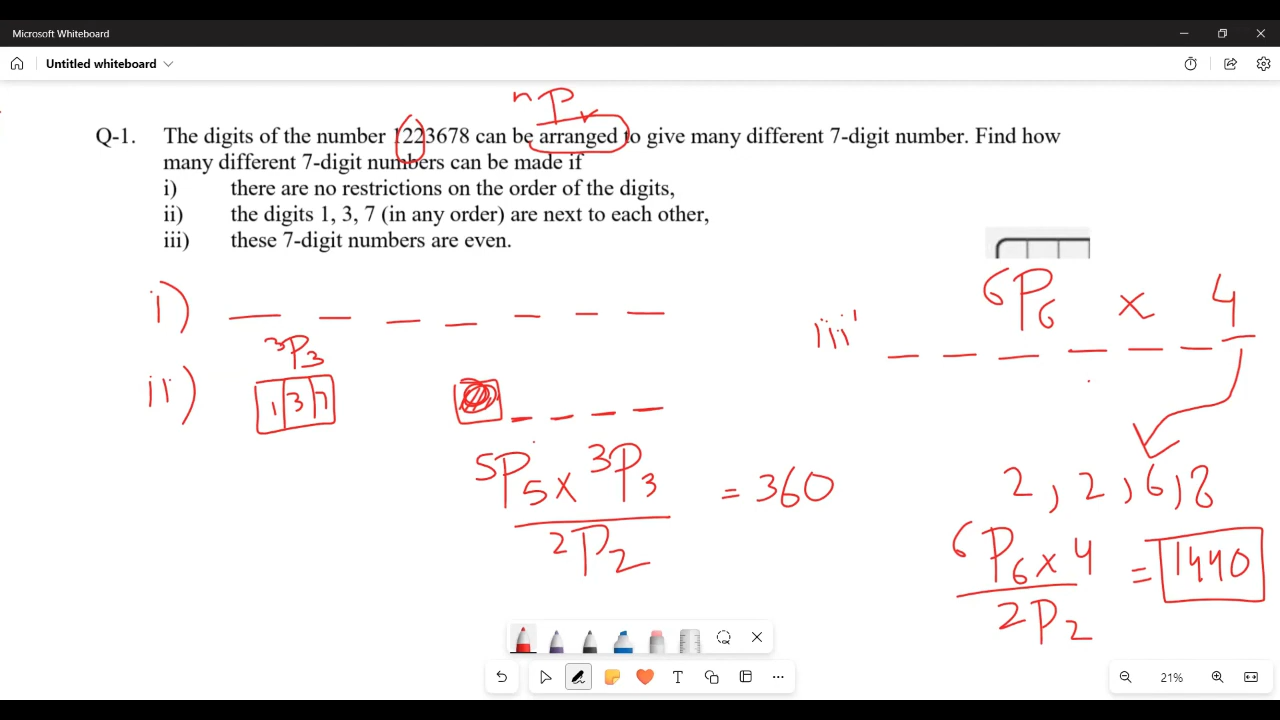 Microsoft Whiteboard
Untitled whiteboard
nPr
Q-1. The digits of the number 1223678 can be arranged to give many different 7-digit number. Find how
many different 7-digit numbers can be made if
i) there are no restrictions on the order of the digits,
ii) the digits 1, 3, 7 (in any order) are next to each other,
iii) these 7-digit numbers are even.
i)
3P3
ii) 1 3 7
5P5 x 3P3
2P2
= 360
6P6 x 4
iii
2, 2, 6, 8
6P6 x 4
2P2
= 1440
21%